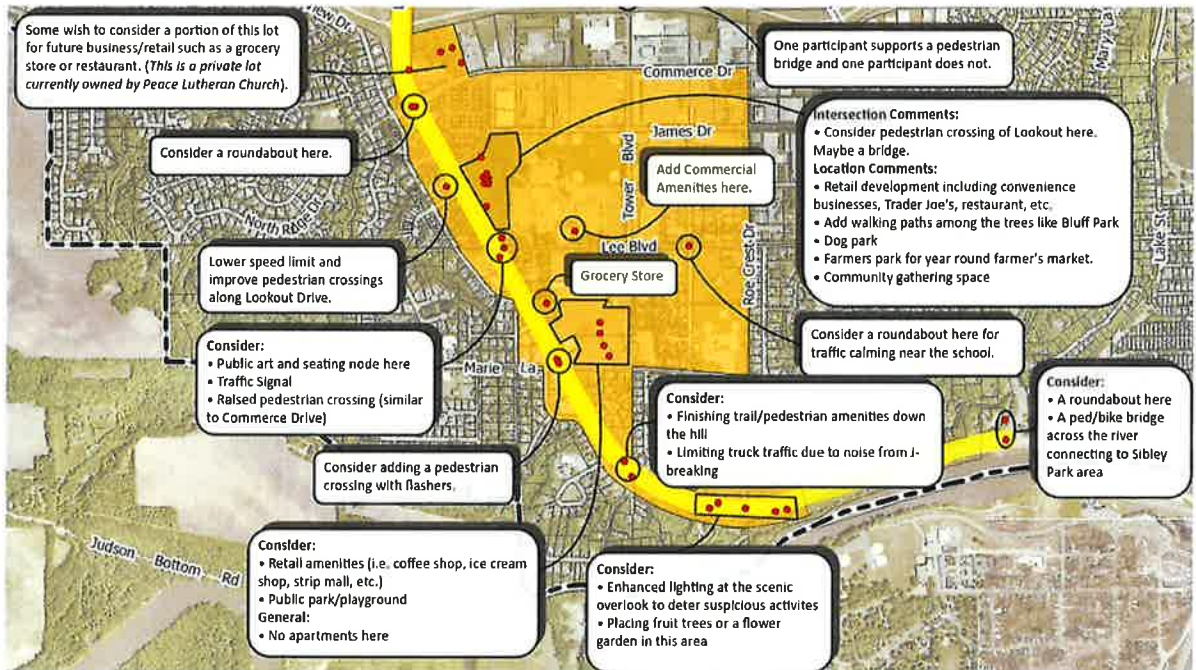 View Dr.
Some wish to consider a portion of this lot
for future business/retail such as a grocery
store or restaurant. (This is a private lot
currently owned by Peace Lutheran Church).
One participant supports a pedestrian
bridge and one participant does not.
Mary La
Commerce Dr
Consider a roundabout here.
James Dr
Tower Blvd
Add Commercial
Amenities here.
Intersection Comments:
• Consider pedestrian crossing of Lookout here.
Maybe a bridge.
Location Comments:
• Retail development including convenience
businesses, Trader Joe's, restaurant, etc.
• Add walking paths among the trees like Bluff Park
• Dog park
• Farmers park for year round farmer's market.
• Community gathering space
North Ridge Dr
Lee Blvd
Roe Crest Dr
Lake St
Lower speed limit and
improve pedestrian crossings
along Lookout Drive.
Grocery Store
Consider a roundabout here for
traffic calming near the school.
Consider:
• Public art and seating node here
• Traffic Signal
• Raised pedestrian crossing (similar
to Commerce Drive)
Marie La
Consider:
• Finishing trail/pedestrian amenities down
the hill
• Limiting truck traffic due to noise from J-
breaking
Consider:
• A roundabout here
• A ped/bike bridge
across the river
connecting to Sibley
Park area
Consider adding a pedestrian
crossing with flashers.
Judson Bottom Rd
Consider:
• Retail amenities (i.e. coffee shop, ice cream
shop, strip mall, etc.)
• Public park/playground
General:
• No apartments here
Consider:
• Enhanced lighting at the scenic
overlook to deter suspicious activites
• Placing fruit trees or a flower
garden in this area